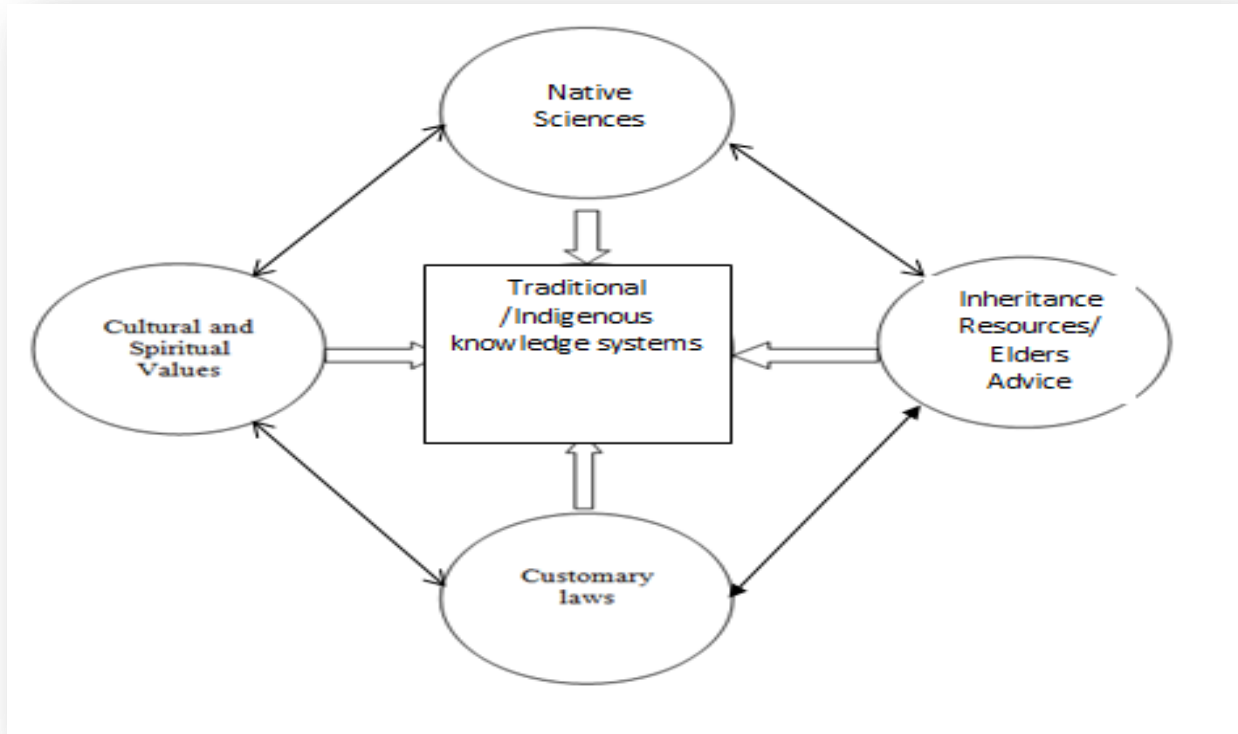 Native
Sciences
Traditional
/Indigenous
knowledge systems
Cultural and
Spiritual
Values
Inheritance
Resources/
Elders
Advice
Customary
laws